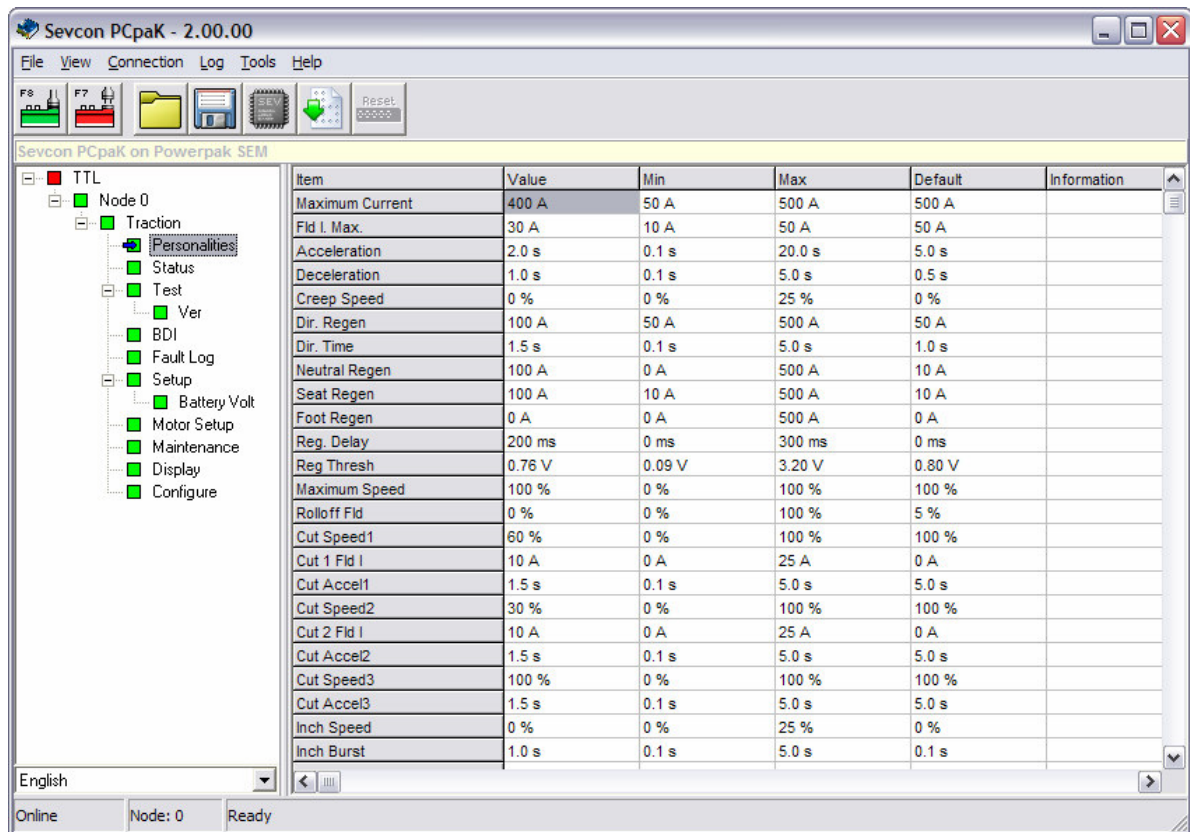 Sevcon PCpaK - 2.00.00
File View Connection Log Tools Help
F8 F7 SEV Reset
Sevcon PCpaK on Powerpak SEM
TTL
Node 0
Traction
Personalities
Status
Test
Ver
BDI
Fault Log
Setup
Battery Volt
Motor Setup
Maintenance
Display
Configure
Item Value Min Max Default Information
Maximum Current 400 A 50 A 500 A 500 A
Fld I. Max. 30 A 10 A 50 A 50 A
Acceleration 2.0 s 0.1 s 20.0 s 5.0 s
Deceleration 1.0 s 0.1 s 5.0 s 0.5 s
Creep Speed 0 % 0 % 25 % 0 %
Dir. Regen 100 A 50 A 500 A 50 A
Dir. Time 1.5 s 0.1 s 5.0 s 1.0 s
Neutral Regen 100 A 0 A 500 A 10 A
Seat Regen 100 A 10 A 500 A 10 A
Foot Regen 0 A 0 A 500 A 0 A
Reg. Delay 200 ms 0 ms 300 ms 0 ms
Reg Thresh 0.76 V 0.09 V 3.20 V 0.80 V
Maximum Speed 100 % 0 % 100 % 100 %
Rolloff Fld 0 % 0 % 100 % 5 %
Cut Speed1 60 % 0 % 100 % 100 %
Cut 1 Fld I 10 A 0 A 25 A 0 A
Cut Accel1 1.5 s 0.1 s 5.0 s 5.0 s
Cut Speed2 30 % 0 % 100 % 100 %
Cut 2 Fld I 10 A 0 A 25 A 0 A
Cut Accel2 1.5 s 0.1 s 5.0 s 5.0 s
Cut Speed3 100 % 0 % 100 % 100 %
Cut Accel3 1.5 s 0.1 s 5.0 s 5.0 s
Inch Speed 0 % 0 % 25 % 0 %
Inch Burst 1.0 s 0.1 s 5.0 s 0.1 s
English
Online Node: 0 Ready